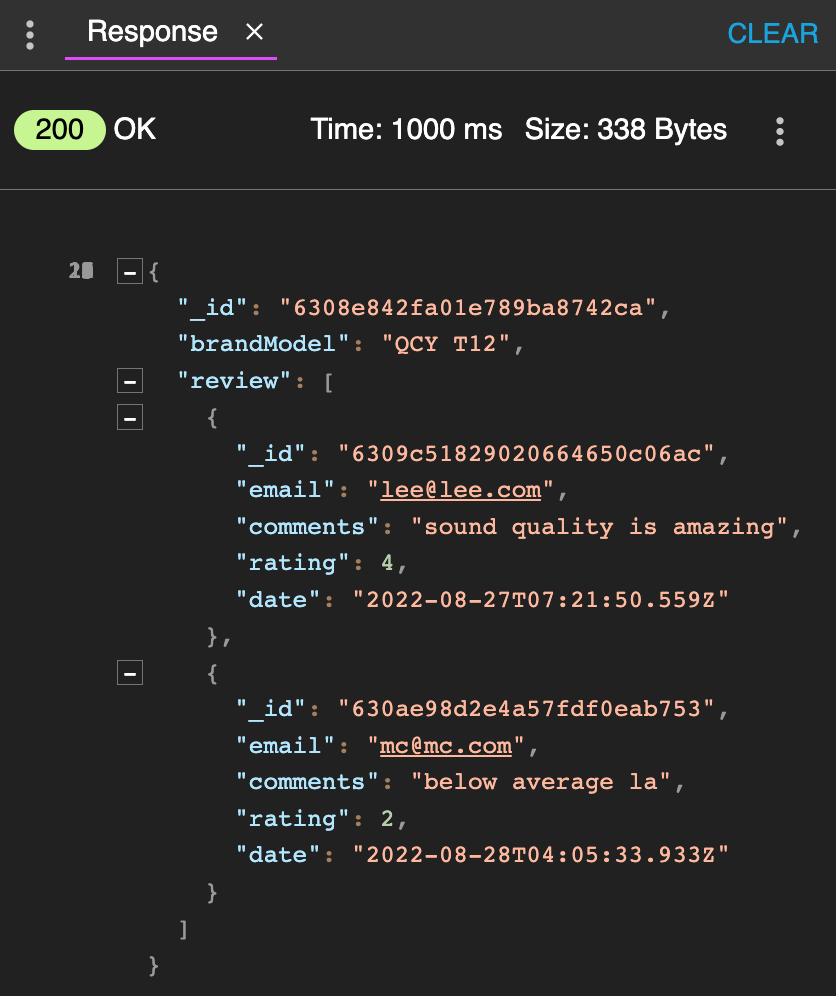 Response × CLEAR
200 OK Time: 1000 ms Size: 338 Bytes
{
"_id": "6308e842fa01e789ba8742ca",
"brandModel": "QCY T12",
"review": [
{
"_id": "6309c51829020664650c06ac",
"email": "lee@lee.com",
"comments": "sound quality is amazing",
"rating": 4,
"date": "2022-08-27T07:21:50.559Z"
},
{
"_id": "630ae98d2e4a57fdf0eab753",
"email": "mc@mc.com",
"comments": "below average la",
"rating": 2,
"date": "2022-08-28T04:05:33.933Z"
}
]
}